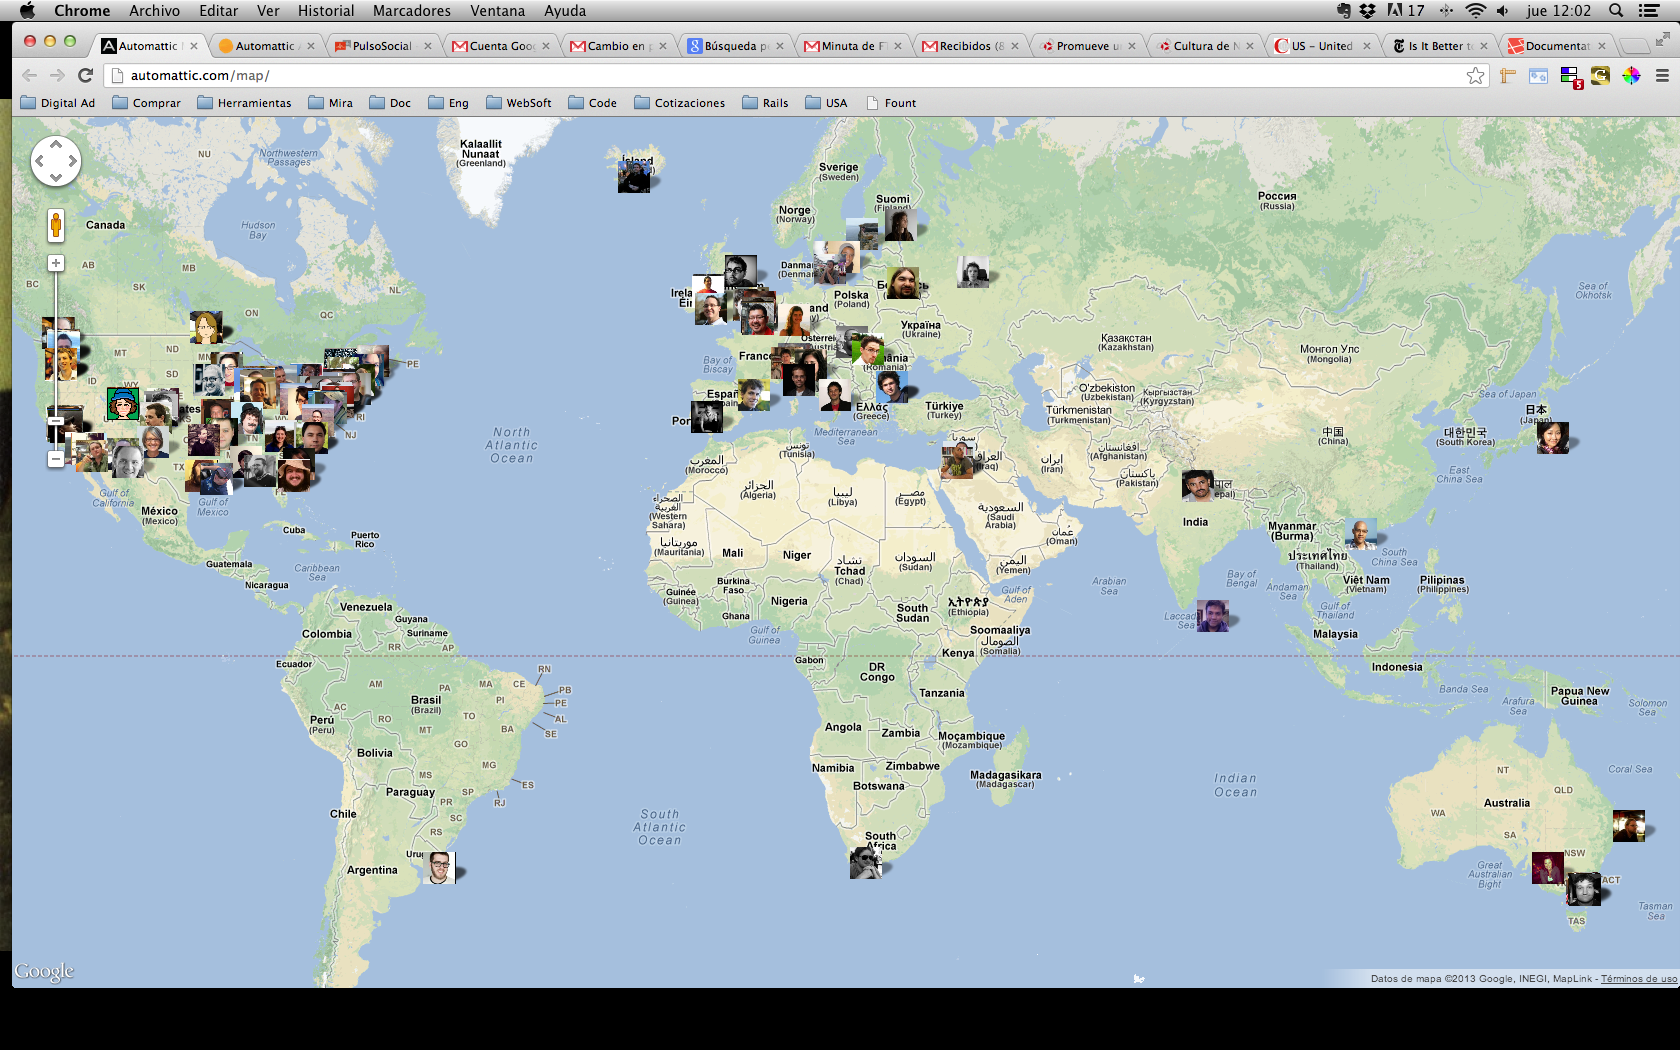 Chrome Archivo Editar Ver Historial Marcadores Ventana Ayuda
17 jue 12:02
Automattic
Automattic
PulsoSocial
Cuenta Goo
Cambio en
Búsqueda p
Minuta de F
Recibidos (8
Promueve u
Cultura de N
US – United
Is It Better t
Documentat
automattic.com/map/
Digital Ad Comprar Herramientas Mira Doc Eng WebSoft Code Cotizaciones Rails USA Fount
Kalaallit
Nunaat
(Greenland)
Northwestern
Passages
NU
Canada
Hudson
Bay
AB
MB
BC
SK
ON
QC
NL
PE
MT
ND
MN
ID
WY
SD
RI
NJ
TN
TX
FL
Gulf of
California
Gulf of
Mexico
México
(Mexico)
Cuba
Puerto
Rico
Guatemala
Caribbean
Sea
Nicaragua
North
Atlantic
Ocean
Ísland
Sverige
(Sweden)
Suomi
(Finland)
Norge
(Norway)
Россия
(Russia)
Polska
(Poland)
Україна
(Ukraine)
Bay of
Biscay
Franc
Españ
Por
Ελλάς
(Greece)
Türkiye
(Turkey)
Mediterranean
Sea
Қазақстан
(Kazakhstan)
Монгол Улс
(Mongolia)
O'zbekiston
(Uzbekistan)
Кыргызстан
(Kyrgyzstan)
Türkmenistan
(Turkmenistan)
افغانستان
(Afghanistan)
پاکستان
(Pakistan)
ایران
(Iran)
سوريا
العراق
(Iraq)
中国
(China)
대한민국
(South Korea)
日本
(Japan)
Sea of
Okhotsk
Sea of Japan
East
China Sea
تونس
(Tunisia)
المغرب
(Morocco)
الجزائر
(Algeria)
ليبيا
(Libya)
مصر
(Egypt)
الصحراء
الغربية
(Western
Sahara)
موريتانيا
(Mauritania)
السعودية
(Saudi
Arabia)
عُمان
(Oman)
اليمن
(Yemen)
السودان
(Sudan)
تشاد
Tchad
(Chad)
Mali
Niger
Burkina
Faso
Guinée
(Guinea)
Ghana
Nigeria
Gulf of
Guinea
South
Sudan
ኢትዮጵያ
(Ethiopia)
Gulf of
Aden
Soomaaliya
الصومال
(Somalia)
Kenya
Gabon
DR
Congo
Tanzania
Angola
Zambia
Moçambique
(Mozambique)
Namibia
Zimbabwe
Botswana
Madagasikara
(Madagascar)
South
Africa
Arabian
Sea
India
Laccad
Sea
Bay of
Bengal
Andaman
Sea
Myanmar
(Burma)
ประเทศไทย
(Thailand)
Gulf of
Thailand
Việt Nam
(Vietnam)
South
China Sea
Pilipinas
(Philippines)
Malaysia
Indonesia
Banda Sea
Arafura
Sea
Papua New
Guinea
Solomon
Sea
Coral Sea
Indian
Ocean
Australia
NT
QLD
WA
SA
NSW
ACT
TAS
Great
Australian
Bight
Tasman
Sea
Venezuela
Guyana
Suriname
Colombia
Ecuador
RR
AP
AM
PA
MA
CE
RN
PB
PE
AL
SE
PI
AC
RO
TO
BA
MT
GO
MG
ES
MS
SP
RJ
PR
SC
RS
Brasil
(Brazil)
Perú
(Peru)
Bolivia
Paraguay
Chile
Urug
Argentina
South
Atlantic
Ocean
Google
Datos de mapa ©2013 Google, INEGI, MapLink - Términos de uso